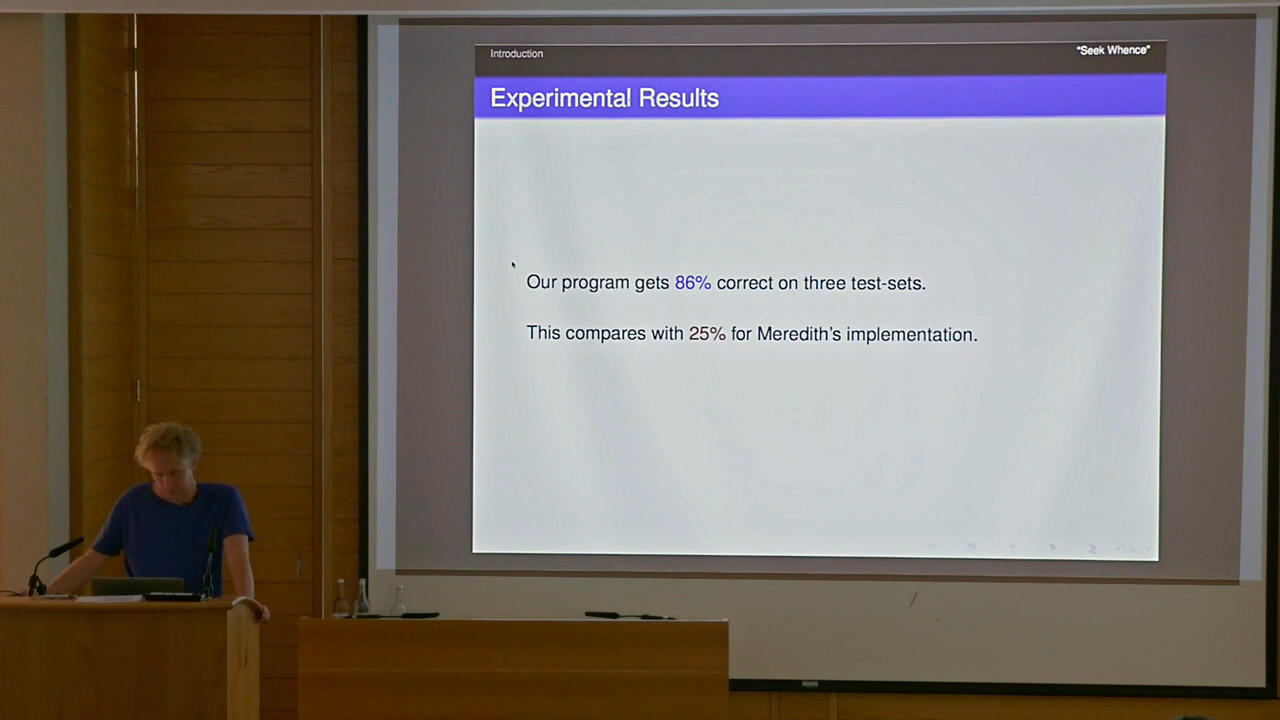 Introduction
"Seek Whence"
Experimental Results
Our program gets 86% correct on three test-sets.
This compares with 25% for Meredith's implementation.